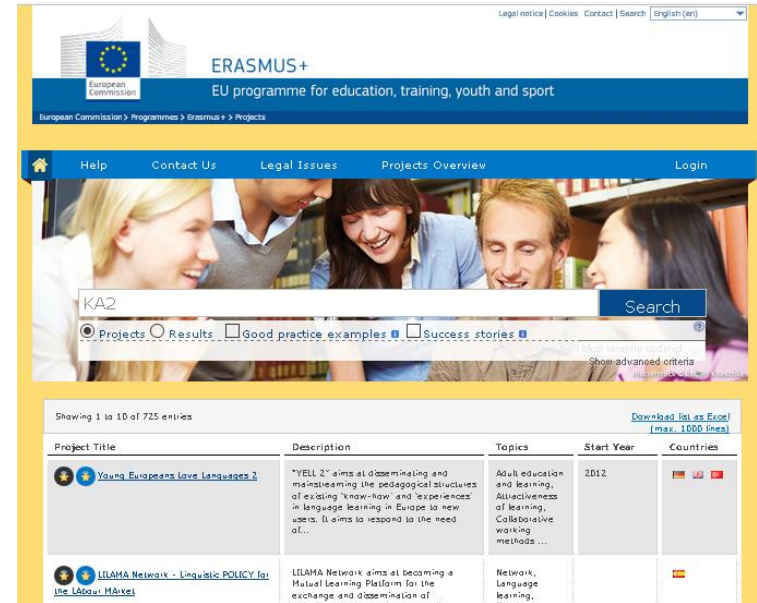 Legal notice | Cookies Contact | Search English (en)
European
Commission
ERASMUS+
EU programme for education, training, youth and sport
European Commission > Programmes > Erasmus+ > Projects
Help Contact Us Legal Issues Projects Overview Login
KA2 Search
Projects Results Good practice examples Success stories
Most recently updated
Show advanced criteria
Showing 1 to 10 of 725 entries
Download list as Excel
(max. 1000 lines)
Project Title Description Topics Start Year Countries
Young Europeans Love Languages 2
"YELL 2" aims at disseminating and
mainstreaming the pedagogical structures
of existing 'know-how' and 'experiences'
in language learning in Europe to new
users. It aims to respond to the need
of...
Adult education
and learning,
Attractiveness
of learning,
Collaborative
working
methods ...
2012
LILAMA Network - Linguistic POLICY for
the LAbour MArket
LILAMA Network aims at becoming a
Mutual Learning Platform for the
exchange and dissemination of
Network,
Language
learning,